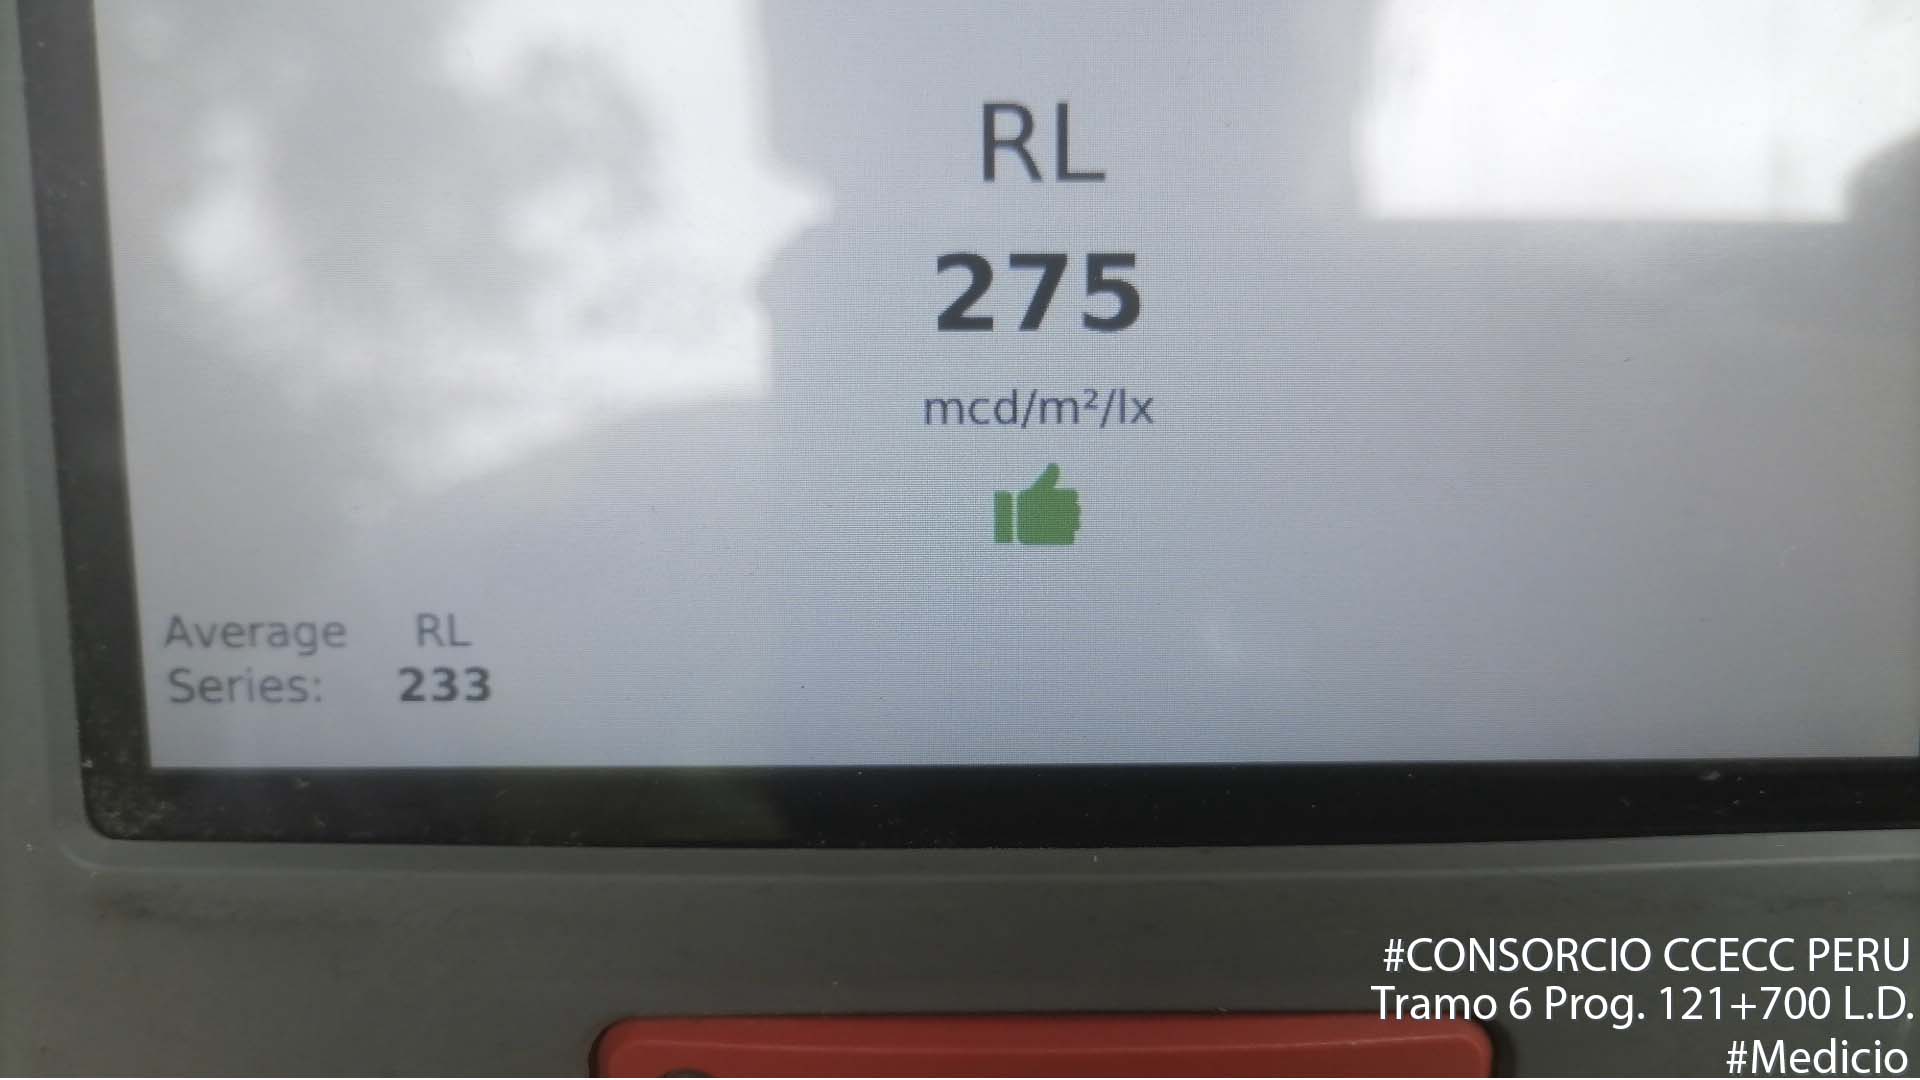 RL
275
mcd/m²/lx
Average RL
Series: 233
#CONSORCIO CCECC PERU
Tramo 6 Prog. 121+700 L.D.
#Medicio